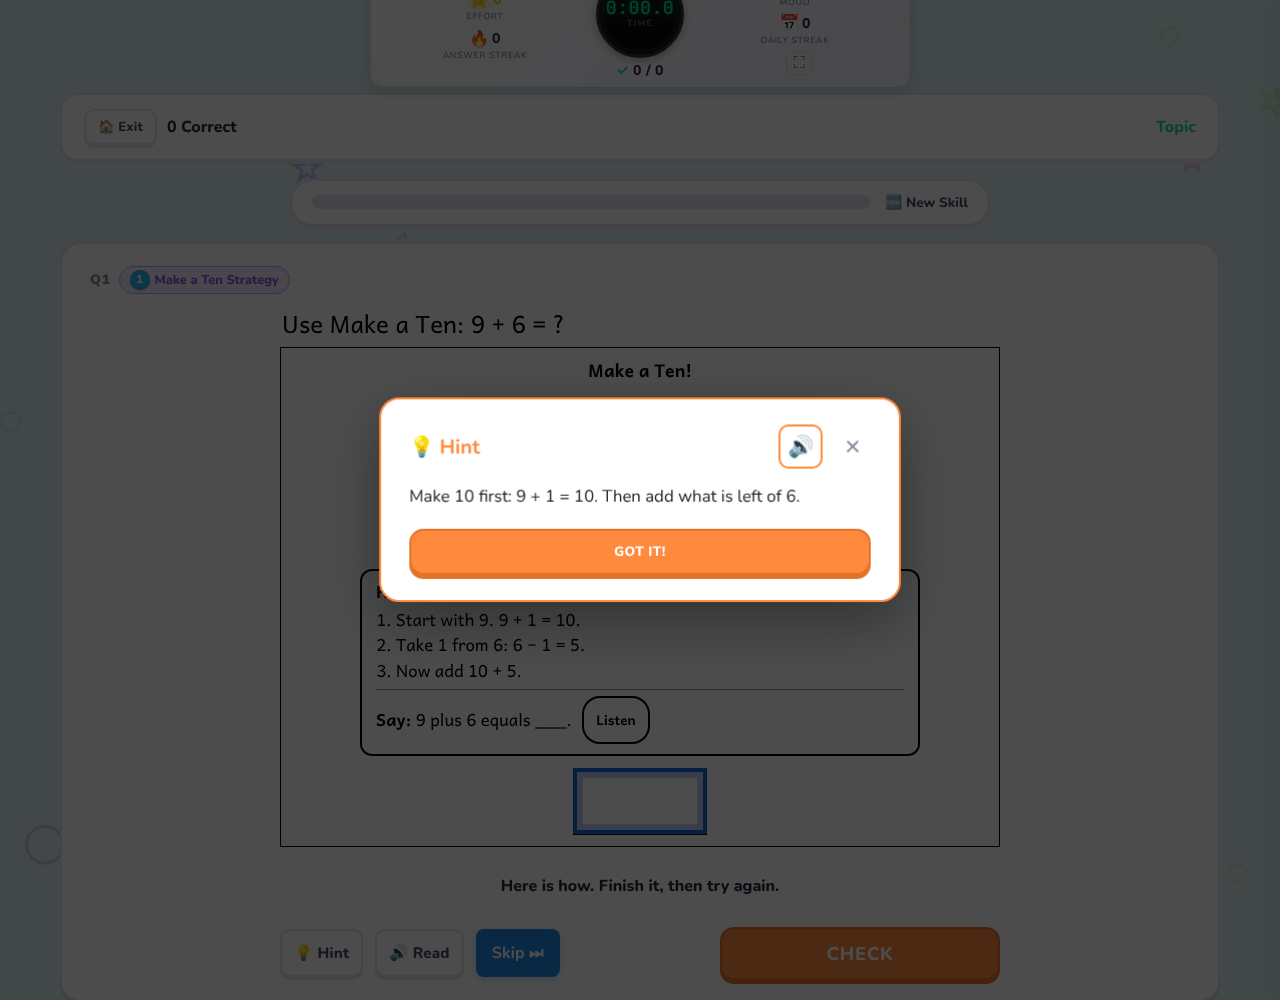 0
EFFORT
0
ANSWER STREAK
0:00.0
TIME
0 / 0
MOOD
0
DAILY STREAK
Exit
0 Correct
Topic
New Skill
Q1
1
Make a Ten Strategy
Use Make a Ten: 9 + 6 = ?
Make a Ten!
Hint
Make 10 first: 9 + 1 = 10. Then add what is left of 6.
GOT IT!
1. Start with 9. 9 + 1 = 10.
2. Take 1 from 6: 6 − 1 = 5.
3. Now add 10 + 5.
Say: 9 plus 6 equals ____. Listen
Here is how. Finish it, then try again.
Hint
Read
Skip
CHECK